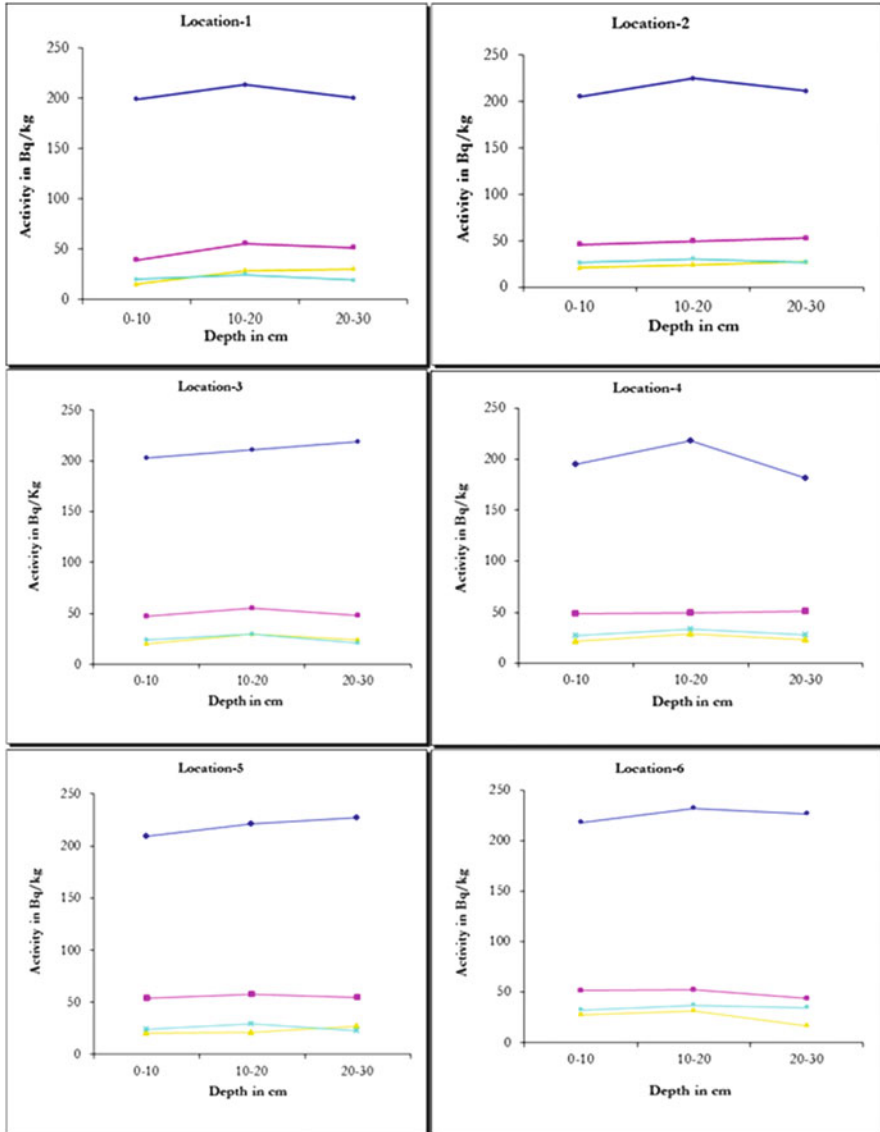 Location-1
250
200
150
100
50
0
Activity in Bq/kg
0-10 10-20 20-30
Depth in cm
Location-2
250
200
150
100
50
0
Activity in Bq/kg
0-10 10-20 20-30
Depth in cm
Location-3
250
200
150
100
50
0
Activity in Bq/Kg
0-10 10-20 20-30
Depth in cm
Location-4
250
200
150
100
50
0
Activity in Bq/kg
0-10 10-20 20-30
Depth in cm
Location-5
250
200
150
100
50
0
Activity in Bq/kg
0-10 10-20 20-30
Depth in cm
Location-6
250
200
150
100
50
0
Activity in Bq/kg
0-10 10-20 20-30
Depth in cm